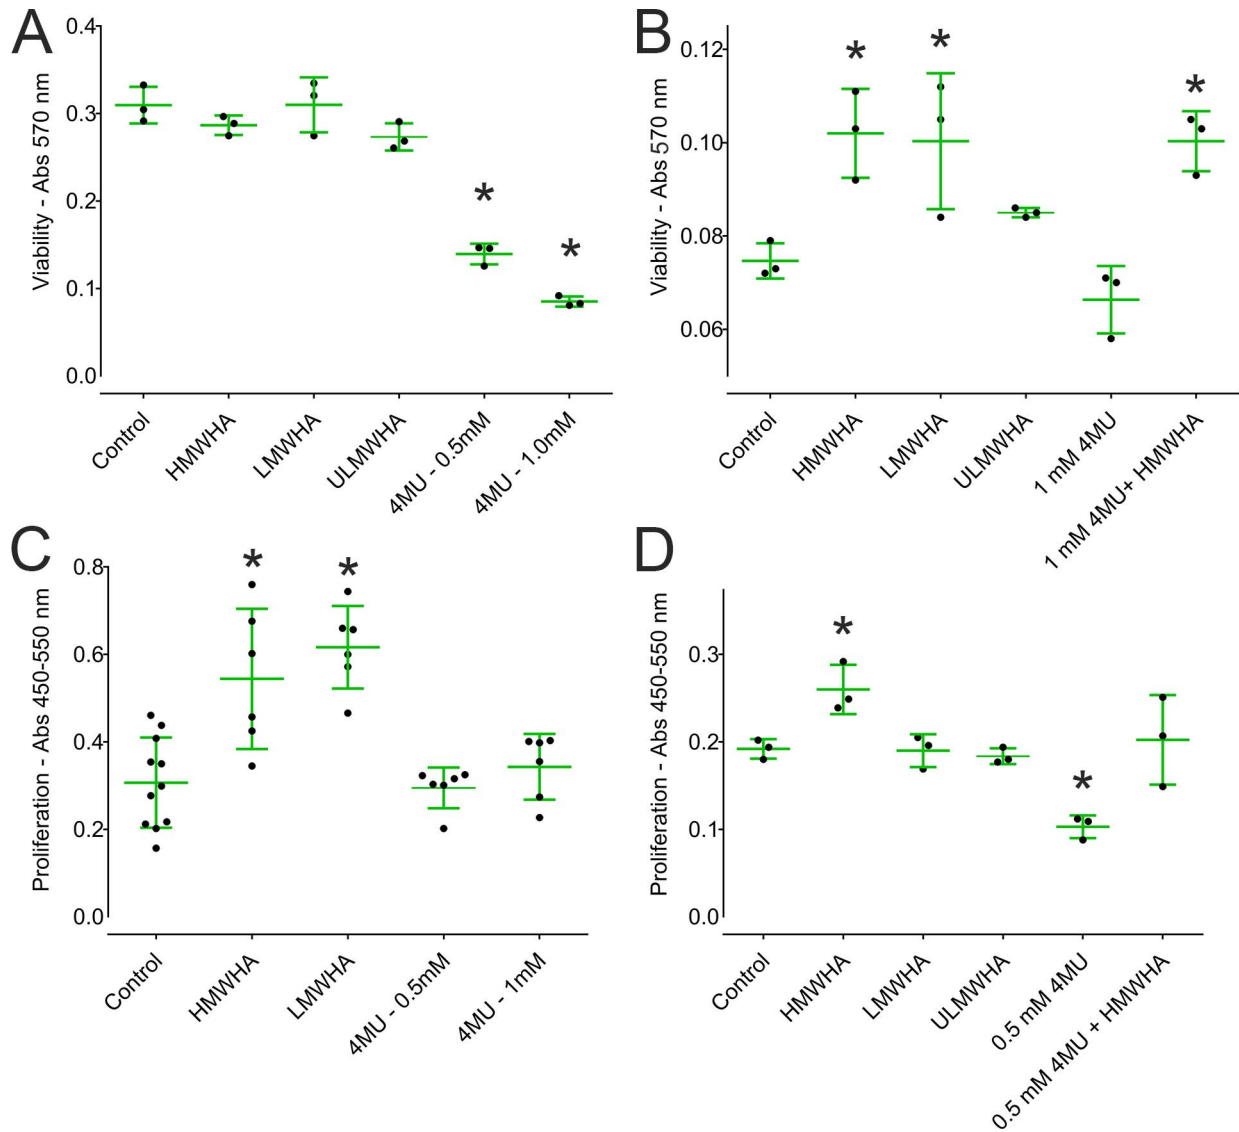 A
Viability - Abs 570 nm
0.4
0.3
0.2
0.1
0.0
*
*
Control
HMWHA
LMWHA
ULMWHA
4MU - 0.5mM
4MU - 1.0mM
B
Viability - Abs 570 nm
0.12
0.10
0.08
0.06
*
*
*
Control
HMWHA
LMWHA
ULMWHA
1 mM 4MU
1 mM 4MU+ HMWHA
C
Proliferation - Abs 450-550 nm
0.8
0.6
0.4
0.2
0.0
*
*
Control
HMWHA
LMWHA
4MU - 0.5mM
4MU - 1mM
D
Proliferation - Abs 450-550 nm
0.3
0.2
0.1
0.0
*
*
Control
HMWHA
LMWHA
ULMWHA
0.5 mM 4MU
0.5 mM 4MU + HMWHA